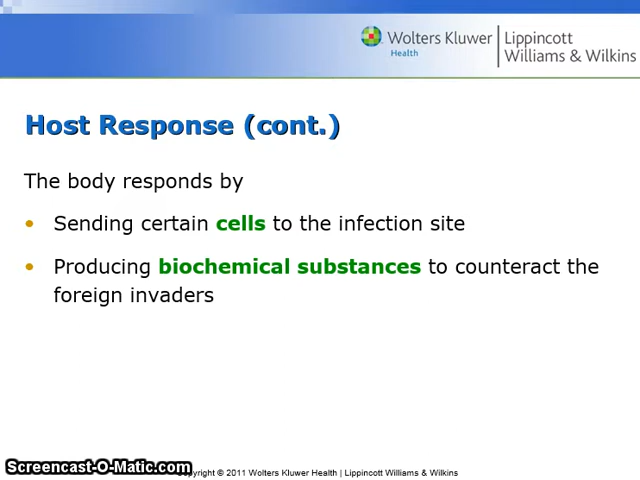 Wolters Kluwer
Health
Lippincott
Williams & Wilkins
Host Response (cont.)
The body responds by
• Sending certain cells to the infection site
• Producing biochemical substances to counteract the
foreign invaders
Screencast-O-Matic.com
opyright © 2011 Wolters Kluwer Health | Lippincott Williams & Wilkins